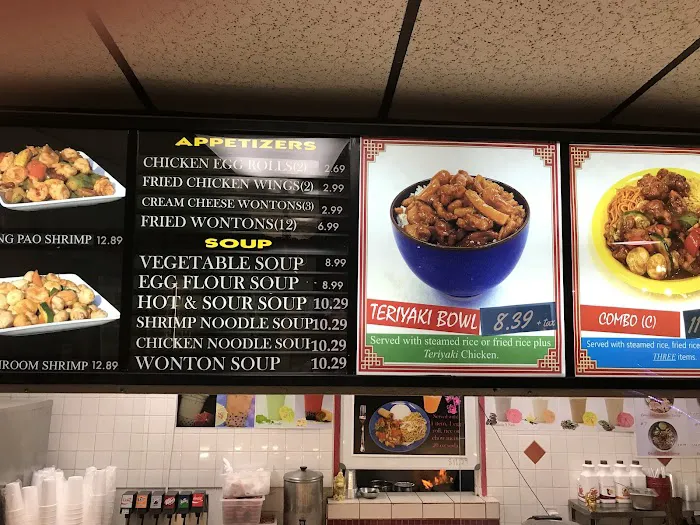 NG PAO SHRIMP 12.89
ROOM SHRIMP 12.89
APPETIZERS
CHICKEN EGG ROLLS(2) 2.69
FRIED CHICKEN WINGS(2) 2.99
CREAM CHEESE WONTONS(3) 2.99
FRIED WONTONS(12) 6.99
SOUP
VEGETABLE SOUP 8.99
EGG FLOUR SOUP 8.99
HOT & SOUR SOUP 10.29
SHRIMP NOODLE SOUP 10.29
CHICKEN NOODLE SOUP 10.29
WONTON SOUP 10.29
TERIYAKI BOWL 8.39 + tax
Served with steamed rice or fried rice plus
Teriyaki Chicken.
COMBO (C)
Served with steamed rice, fried rice
THREE items.